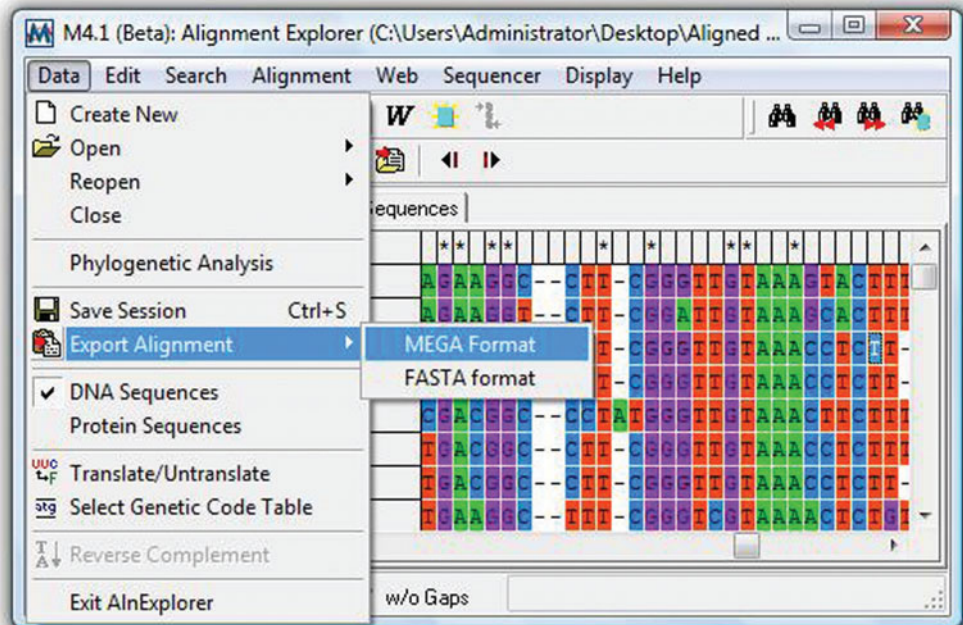 M4.1 (Beta): Alignment Explorer (C:\Users\Administrator\Desktop\Aligned ...
Data Edit Search Alignment Web Sequencer Display Help
Create New
W
Open
Reopen
Close
equences
Phylogenetic Analysis
** ** * * ** *
AGAAGGC--CTT-CGGGTTGTAAAGTACTTT
Save Session Ctrl+S
AGAAGGT--CTT-CGGATTGTAAAGCACTTT
Export Alignment
MEGA Format
T-CGGGTTGTAAACCTCTT-
FASTA format
T-CGGGTTGTAAACCTCTT-
DNA Sequences
CGACGGC--CCTATGGGTTGTAAACTTCTTT
Protein Sequences
TGACGGC--CTT-CGGGTTGTAAACCTCTTT
UUC
F
Translate/Untranslate
TGACGGC--CTT-CGGGTTGTAAACCTCTT-
atg
Select Genetic Code Table
TGAAGGC--TTT-CGGGTCGTAAAACTCTGT
T
A
Reverse Complement
Exit AlnExplorer
w/o Gaps